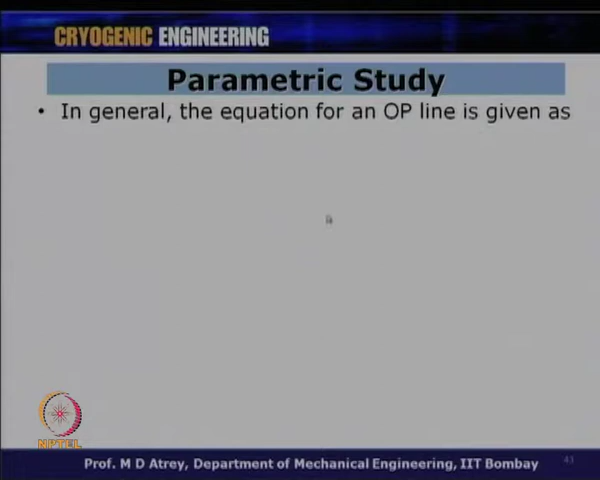 CRYOGENIC ENGINEERING
Parametric Study
• In general, the equation for an OP line is given as
NPTEL
Prof. M D Atrey, Department of Mechanical Engineering, IIT Bombay
43